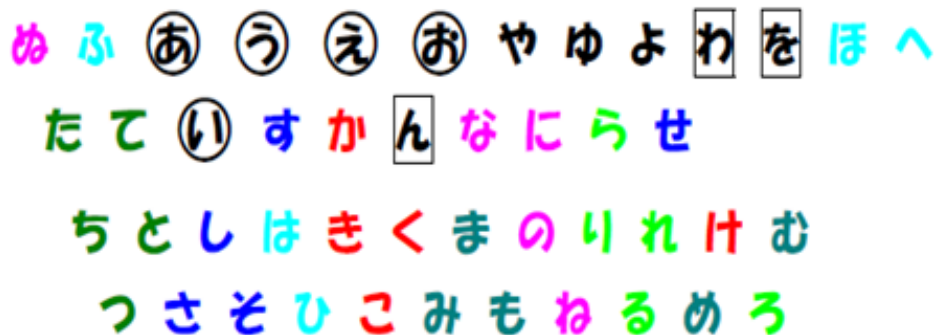 ぬ ふ あ う え お や ゆ よ わ を ほ へ
た て い す か ん な に ら せ
ち と し は き く ま の り れ け む
つ さ そ ひ こ み も ね る め ろ